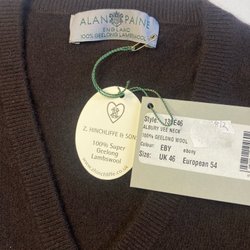 ALAN PAINE
ENGLAND
100% GEELONG LAMBSWOOL
Z. HINCHLIFFE & SONS
100% Super
Geelong
Lambswool
Style:
ALBURY VEE NECK
100% GEELONG WOOL
Colour: EBY ebony
Size: UK 46 European 54